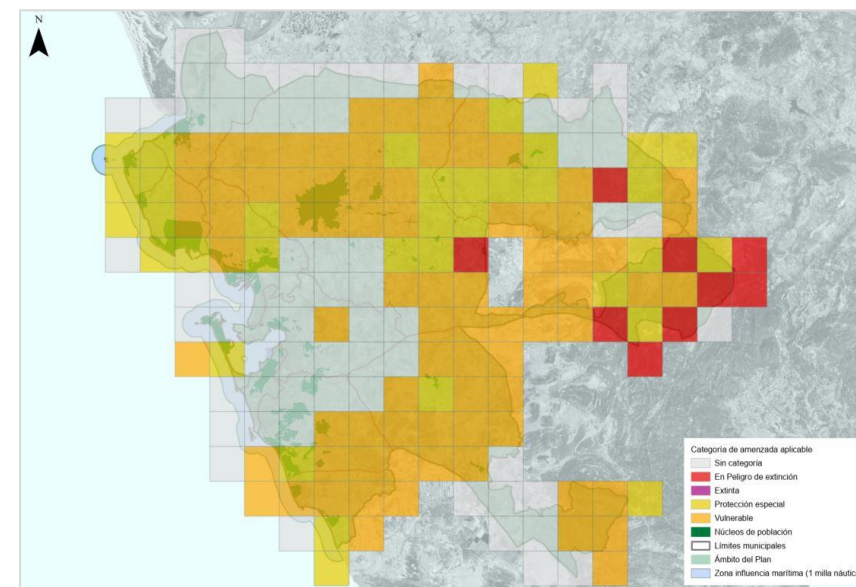 N
Categoría de amenzada aplicable
Sin categoría
En Peligro de extinción
Extinta
Protección especial
Vulnerable
Núcleos de población
Límites municipales
Ámbito del Plan
Zona influencia marítima (1 milla náutic